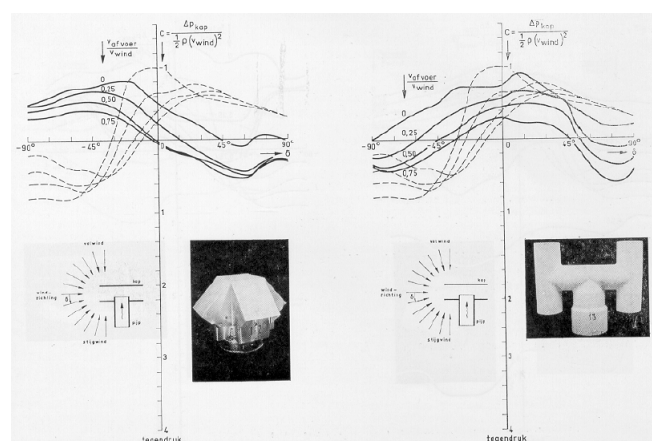 v afvoer
v wind
C = Δp kap
½ ρ (v wind)²
1
0
0,25
0,50
0,75
-90° -45° 0° 45° 90°
δ
1
valwind
wind-
richting
δ
kap
pijp
stijgwind
2
3
4
tegendruk
v afvoer
v wind
C = Δp kap
½ ρ (v wind)²
1
0
0,25
0,50
0,75
-90° -45° 0° 45° 90°
δ
1
valwind
wind-
richting
δ
kap
pijp
stijgwind
13
2
3
4
tegendruk